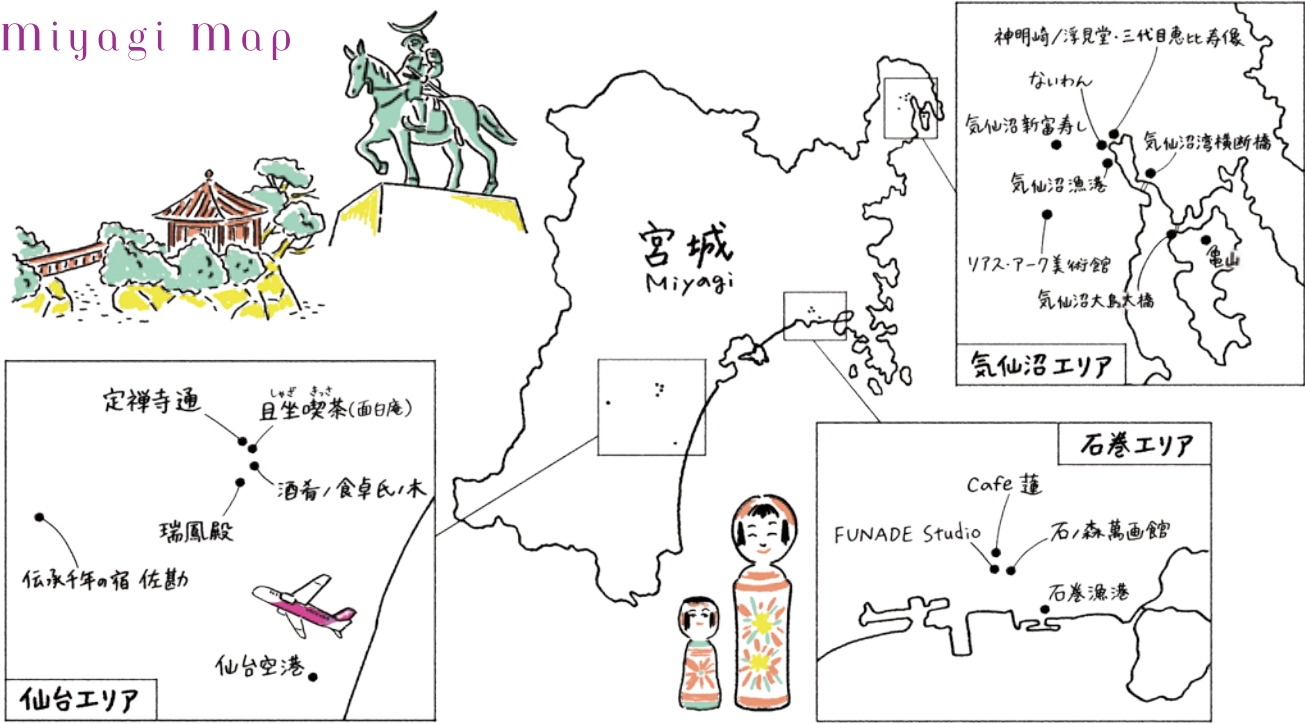 Miyagi Map
宮城
Miyagi
神明崎/浮見堂・三代目恵比寿像
ないわん
気仙沼新富寿し
気仙沼湾横断橋
気仙沼漁港
リアス・アーク美術館
亀山
気仙沼大島大橋
気仙沼エリア
定禅寺通
しゃざ きっさ
且坐喫茶(面白庵)
酒肴ノ食卓氏ノ木
瑞鳳殿
伝承千年の宿 佐勘
仙台空港
仙台エリア
石巻エリア
Cafe 蓮
FUNADE Studio
石ノ森萬画館
石巻漁港